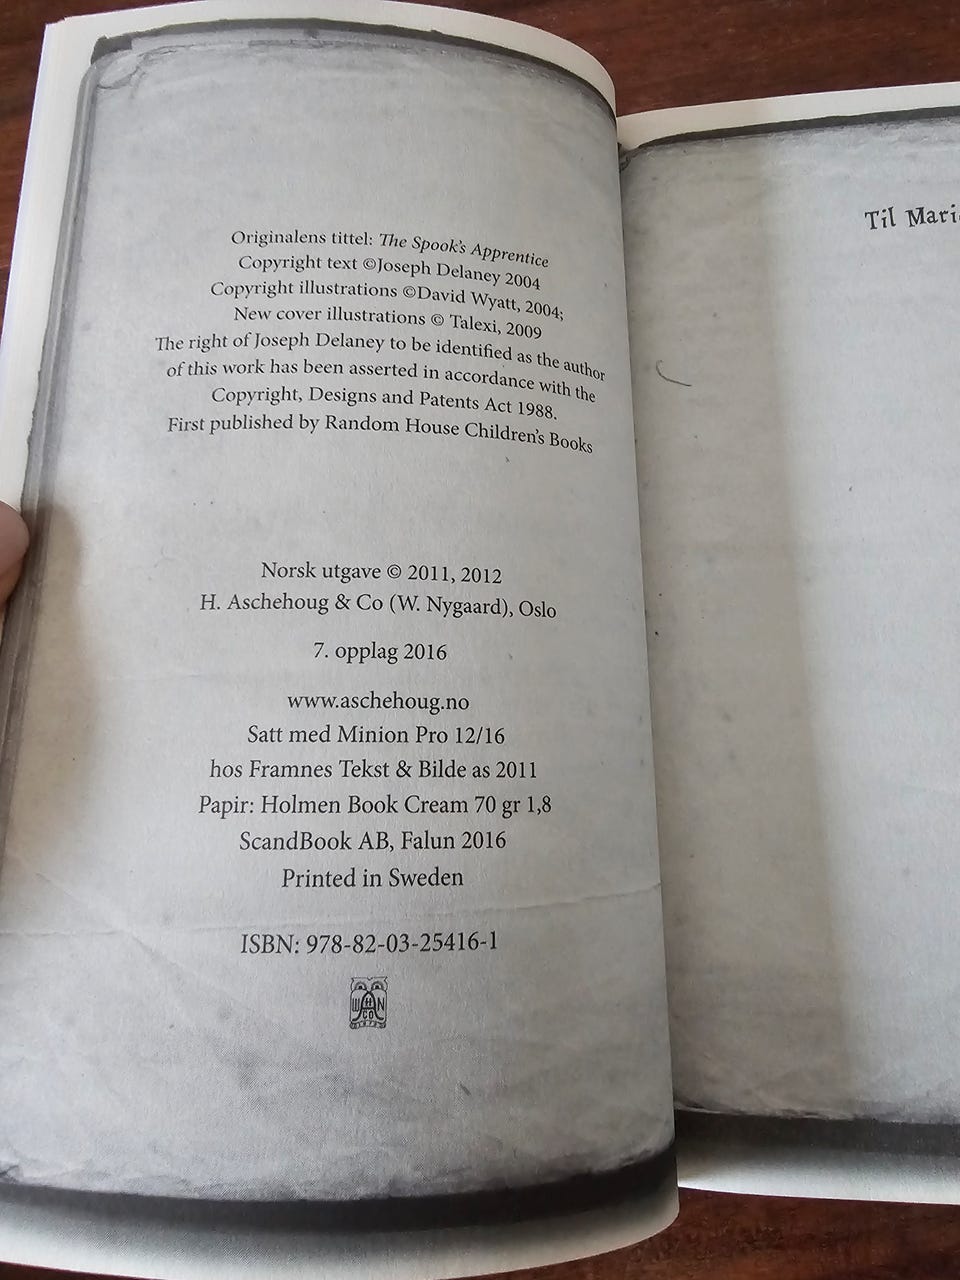 Originalens tittel: The Spook's Apprentice
Copyright text ©Joseph Delaney 2004
Copyright illustrations ©David Wyatt, 2004;
New cover illustrations © Talexi, 2009
The right of Joseph Delaney to be identified as the author
of this work has been asserted in accordance with the
Copyright, Designs and Patents Act 1988.
First published by Random House Children's Books
Norsk utgave © 2011, 2012
H. Aschehoug & Co (W. Nygaard), Oslo
7. opplag 2016
www.aschehoug.no
Satt med Minion Pro 12/16
hos Framnes Tekst & Bilde as 2011
Papir: Holmen Book Cream 70 gr 1,8
ScandBook AB, Falun 2016
Printed in Sweden
ISBN: 978-82-03-25416-1
Til